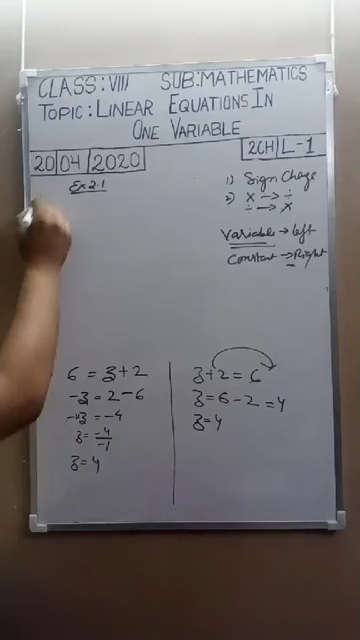 CLASS:VIII SUB:MATHEMATICS
TOPIC:LINEAR EQUATIONS IN
ONE VARIABLE
20 04 2020
2CH L-1
Ex 2.1
1) Sign Change
2) × → ÷
÷ → ×
Variable → left
Constant → Right
6 = z+2
-z = 2-6
-z = -4
z = -4/-1
z = 4
z+2 = 6
z = 6-2 = 4
z = 4